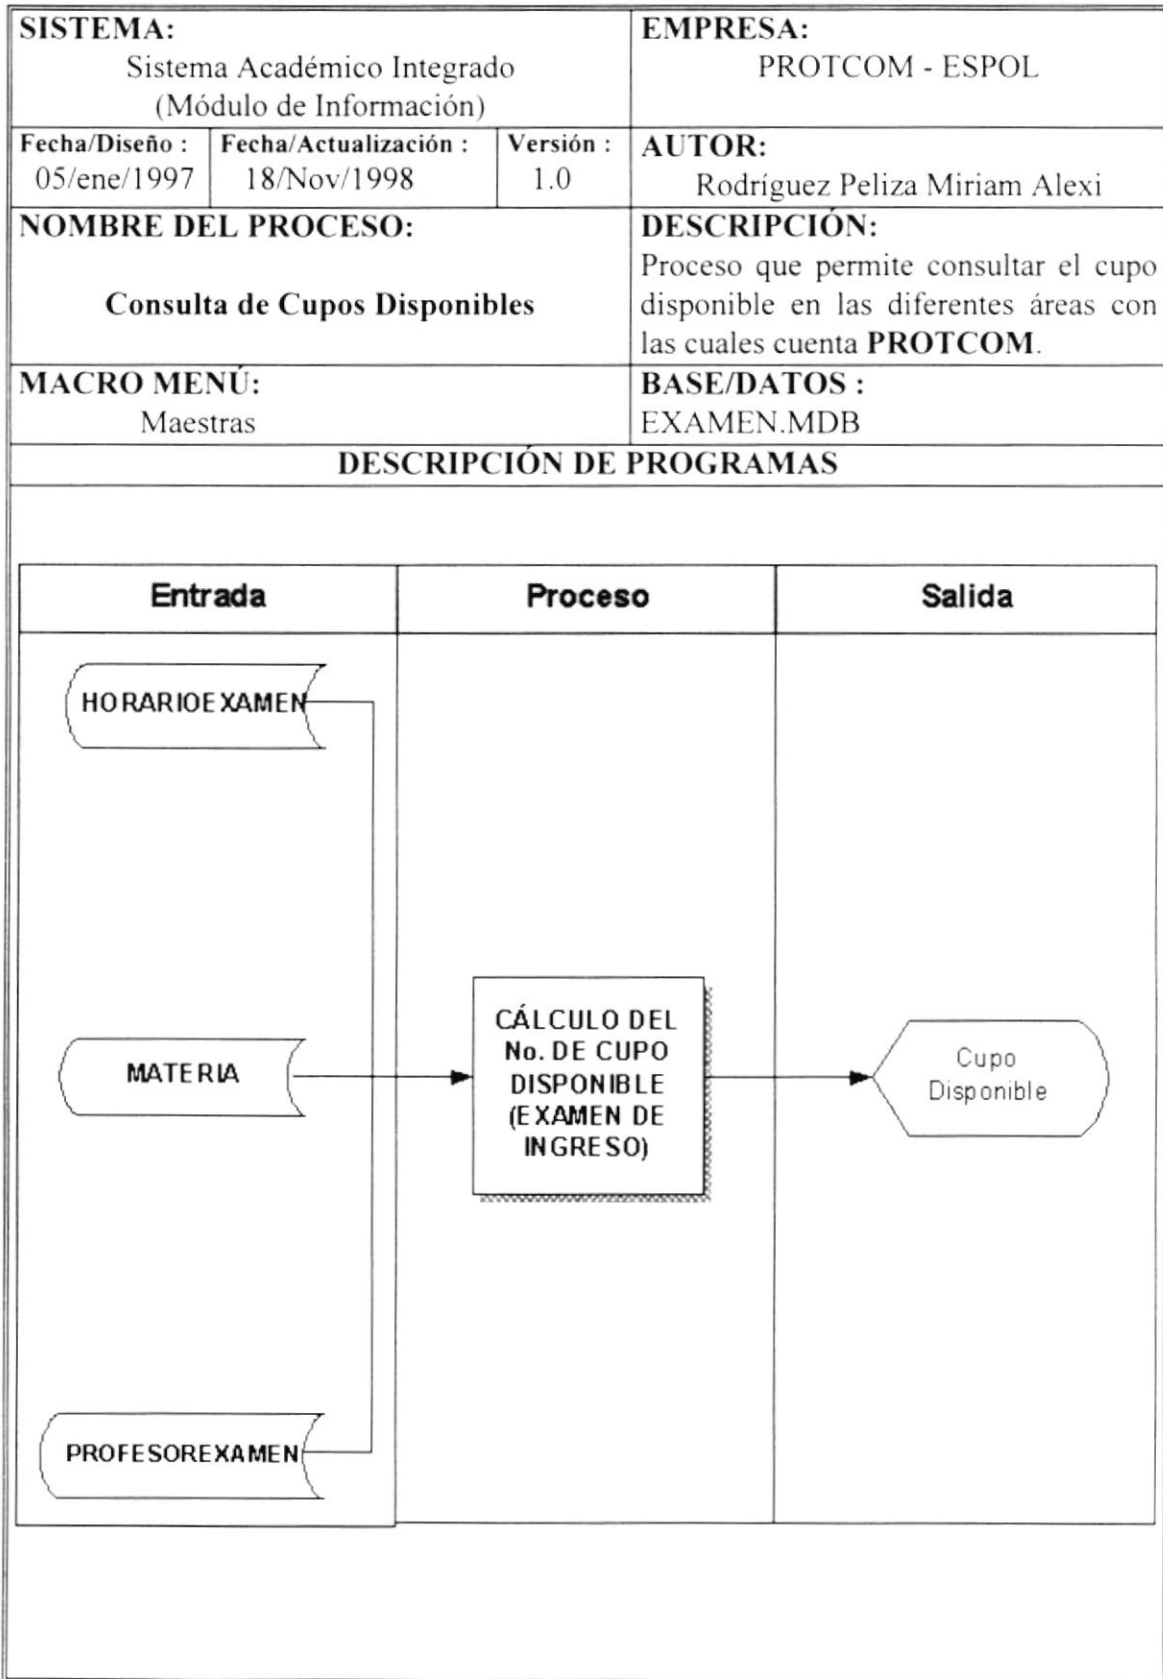 SISTEMA:
Sistema Académico Integrado
(Módulo de Información)
EMPRESA:
PROTCOM - ESPOL
Fecha/Diseño :
05/ene/1997
Fecha/Actualización :
18/Nov/1998
Versión :
1.0
AUTOR:
Rodríguez Peliza Miriam Alexi
NOMBRE DEL PROCESO:
Consulta de Cupos Disponibles
DESCRIPCIÓN:
Proceso que permite consultar el cupo
disponible en las diferentes áreas con
las cuales cuenta PROTCOM.
MACRO MENÚ:
Maestras
BASE/DATOS :
EXAMEN.MDB
DESCRIPCIÓN DE PROGRAMAS
Entrada
Proceso
Salida
HORARIOEXAMEN
MATERIA
PROFESOREXAMEN
CÁLCULO DEL
No. DE CUPO
DISPONIBLE
(EXAMEN DE
INGRESO)
Cupo
Disponible